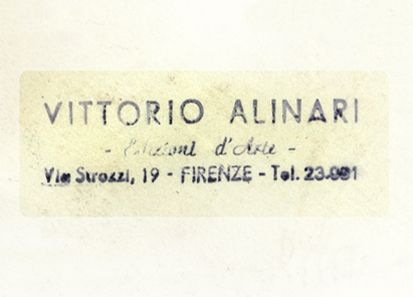 VITTORIO ALINARI
- Edizioni d'Arte -
Via Strozzi, 19 - FIRENZE - Tel.